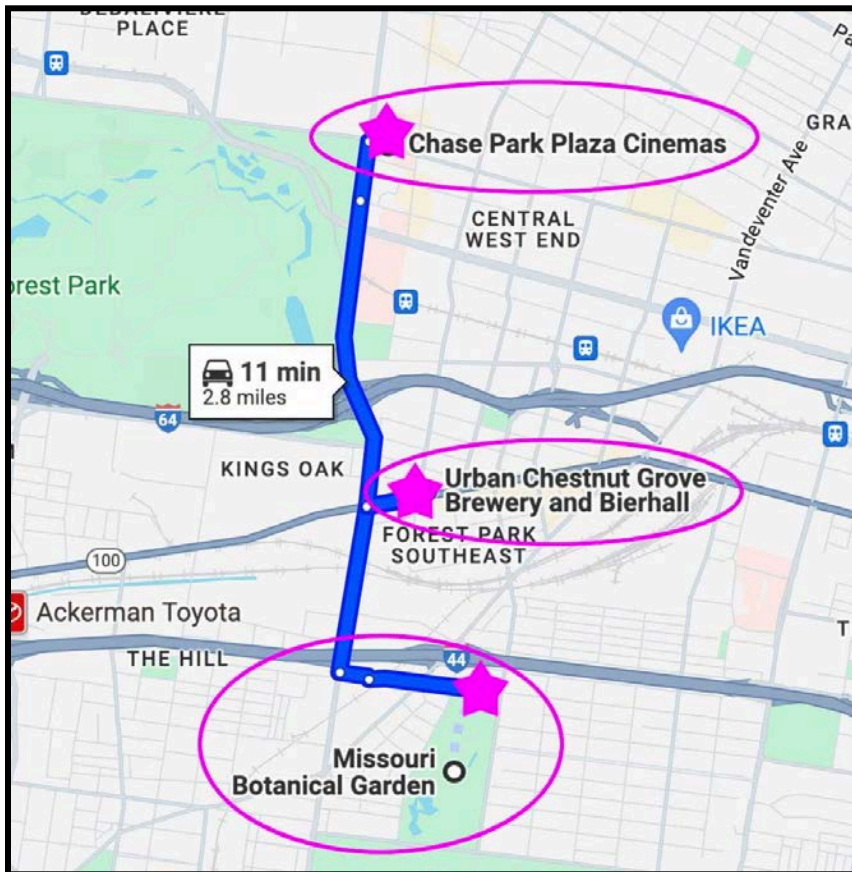 PLACE
Pa
GRA
Chase Park Plaza Cinemas
Vandeventer Ave
CENTRAL
WEST END
orest Park
IKEA
11 min
2.8 miles
64
KINGS OAK
Urban Chestnut Grove
Brewery and Bierhall
FOREST PARK
SOUTHEAST
100
Ackerman Toyota
T
THE HILL
44
Missouri
Botanical Garden